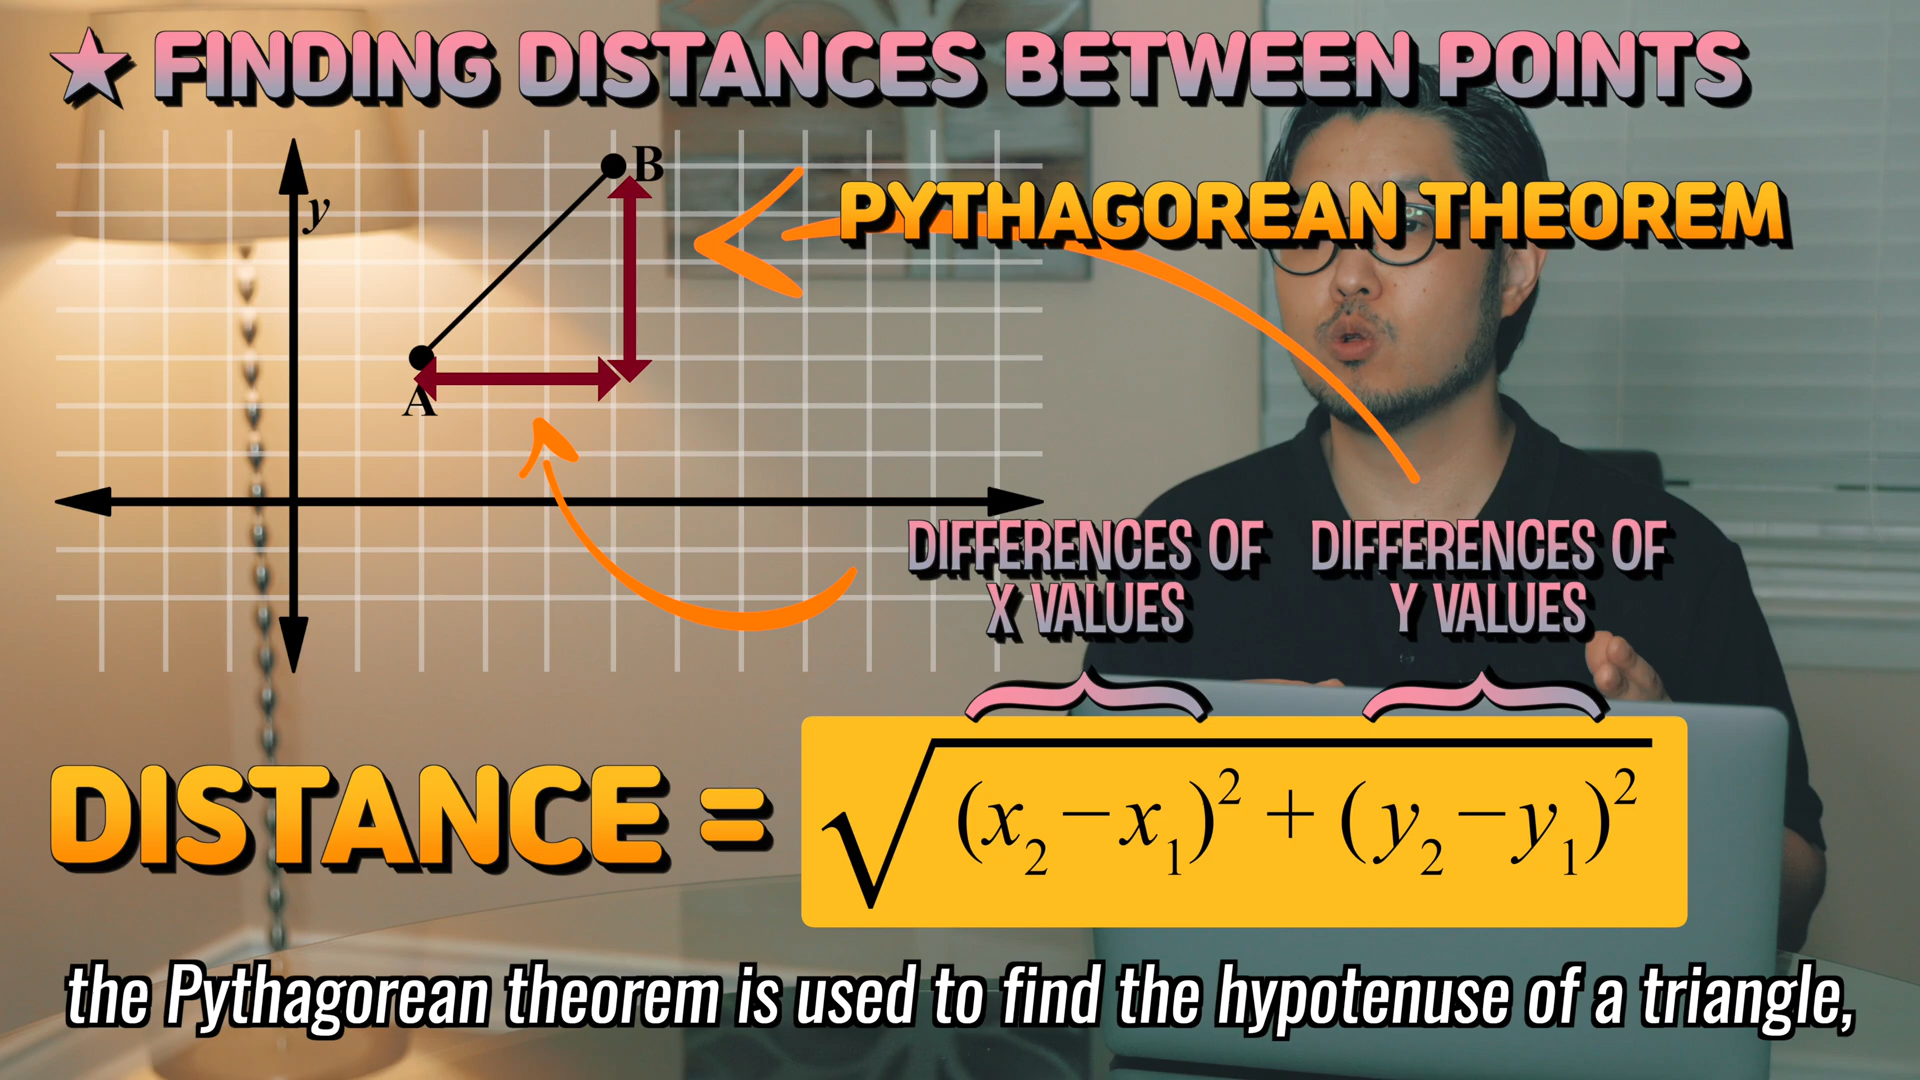 ★ FINDING DISTANCES BETWEEN POINTS
B
y
PYTHAGOREAN THEOREM
A
DIFFERENCES OF X VALUES
DIFFERENCES OF Y VALUES
DISTANCE = √(x₂−x₁)² + (y₂−y₁)²
the Pythagorean theorem is used to find the hypotenuse of a triangle,